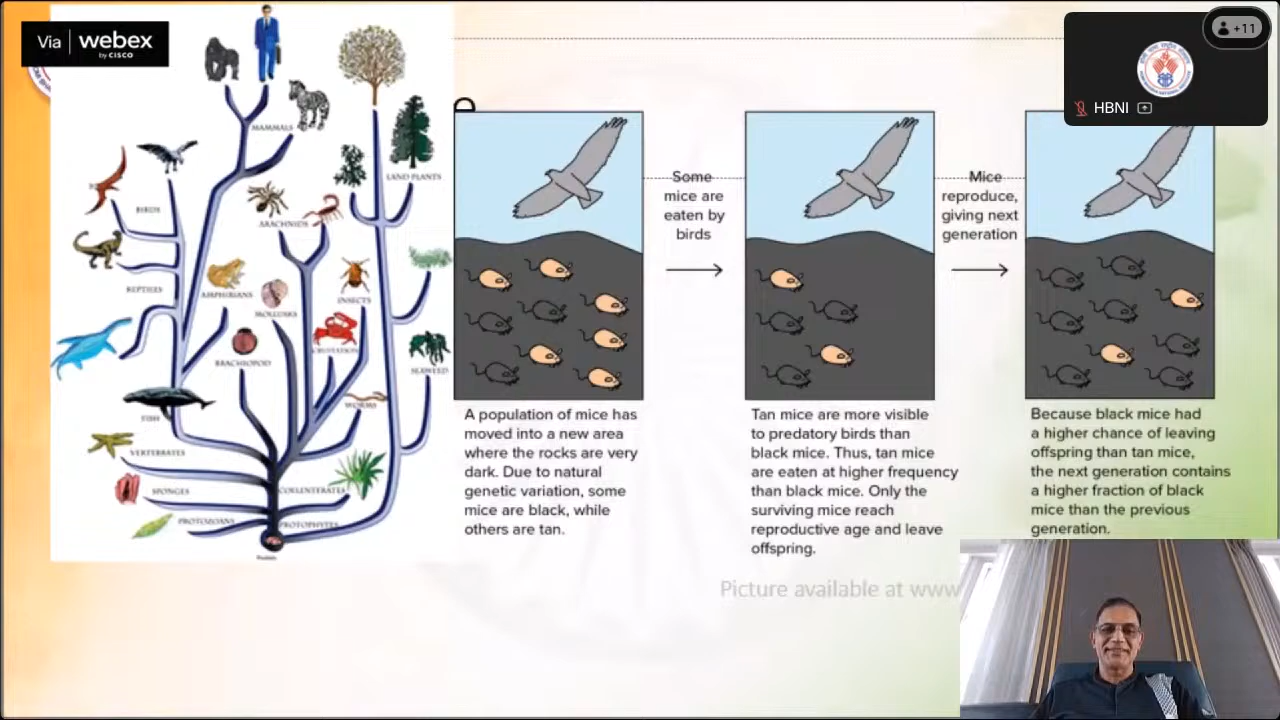 Via webex
by CISCO
+11
HBNI
MAMMALS
LAND PLANTS
BIRDS
ARACHNIDS
REPTILES
AMPHIBIANS
MOLLUSKS
INSECTS
CRUSTACEAN
BRACHIOPOD
SEAWEED
FISH
WORMS
VERTEBRATES
SPONGES
COELENTERATES
PROTOZOANS
PROTOPHYTES
Some
mice are
eaten by
birds
Mice
reproduce,
giving next
generation
A population of mice has
moved into a new area
where the rocks are very
dark. Due to natural
genetic variation, some
mice are black, while
others are tan.
Tan mice are more visible
to predatory birds than
black mice. Thus, tan mice
are eaten at higher frequency
than black mice. Only the
surviving mice reach
reproductive age and leave
offspring.
Because black mice had
a higher chance of leaving
offspring than tan mice,
the next generation contains
a higher fraction of black
mice than the previous
generation.
Picture available at www